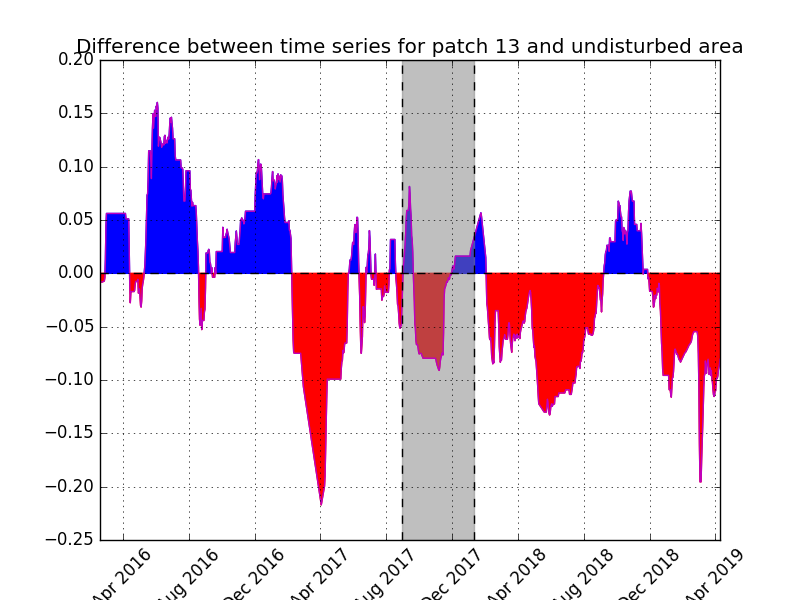 Difference between time series for patch 13 and undisturbed area
0.20
0.15
0.10
0.05
0.00
−0.05
−0.10
−0.15
−0.20
−0.25
Apr 2016
Aug 2016
Dec 2016
Apr 2017
Aug 2017
Dec 2017
Apr 2018
Aug 2018
Dec 2018
Apr 2019